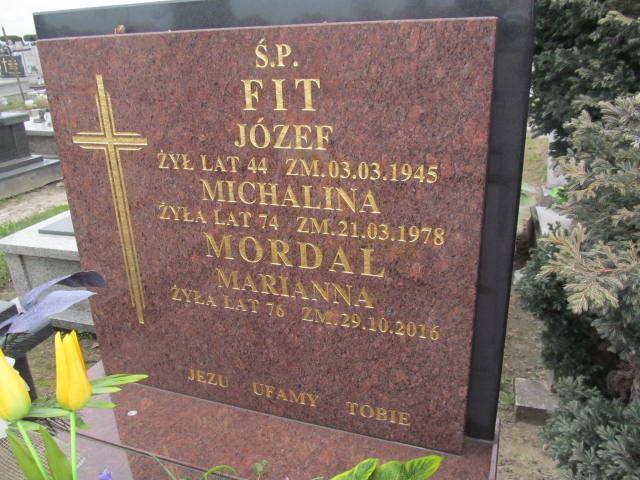 Ś.P.
FIT
JÓZEF
ŻYŁ LAT 44 ZM.03.03.1945
MICHALINA
ŻYŁA LAT 74 ZM.21.03.1978
MORDAL
MARIANNA
ŻYŁA LAT 76 ZM.29.10.2016
JEZU UFAMY TOBIE